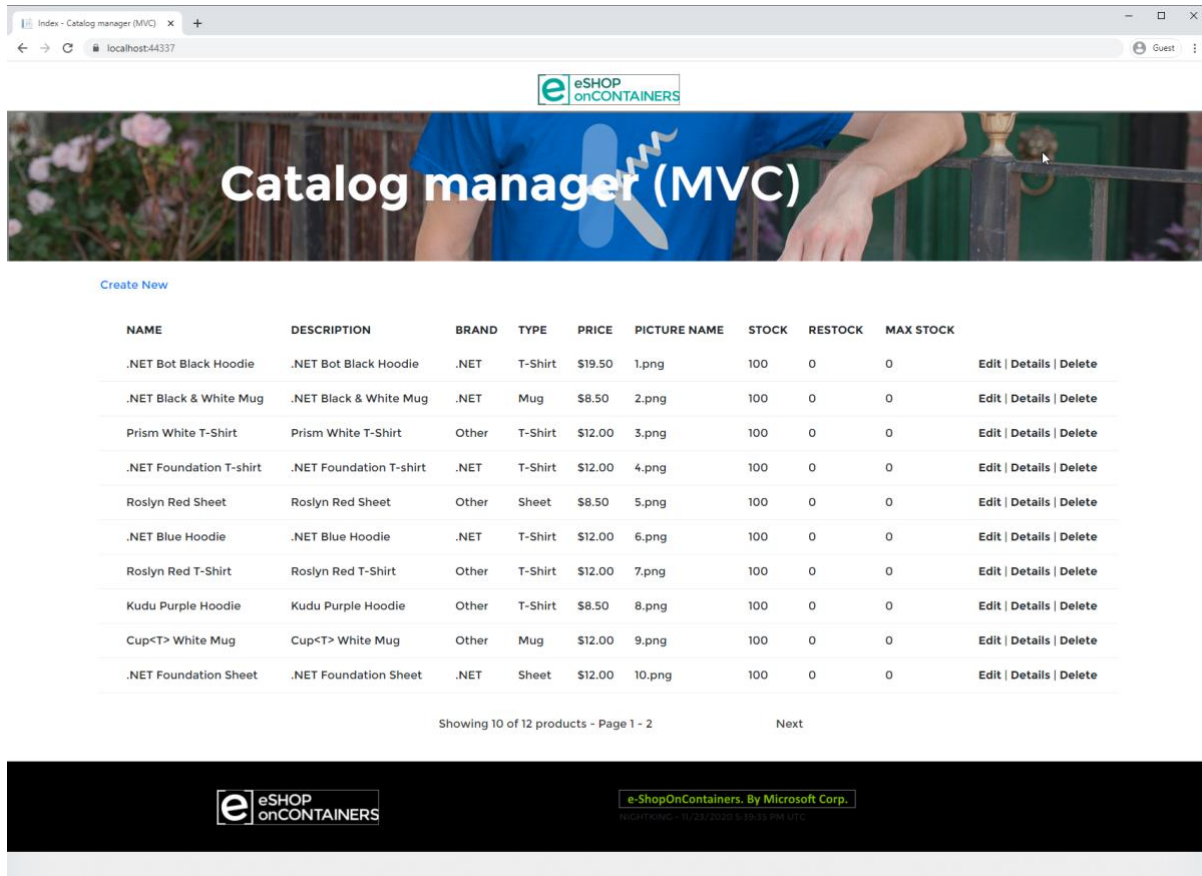 Index - Catalog manager (MVC)
localhost:44337
Guest
eSHOP
onCONTAINERS
Catalog manager (MVC)
Create New
NAME DESCRIPTION BRAND TYPE PRICE PICTURE NAME STOCK RESTOCK MAX STOCK
.NET Bot Black Hoodie .NET Bot Black Hoodie .NET T-Shirt $19.50 1.png 100 0 0 Edit | Details | Delete
.NET Black & White Mug .NET Black & White Mug .NET Mug $8.50 2.png 100 0 0 Edit | Details | Delete
Prism White T-Shirt Prism White T-Shirt Other T-Shirt $12.00 3.png 100 0 0 Edit | Details | Delete
.NET Foundation T-shirt .NET Foundation T-shirt .NET T-Shirt $12.00 4.png 100 0 0 Edit | Details | Delete
Roslyn Red Sheet Roslyn Red Sheet Other Sheet $8.50 5.png 100 0 0 Edit | Details | Delete
.NET Blue Hoodie .NET Blue Hoodie .NET T-Shirt $12.00 6.png 100 0 0 Edit | Details | Delete
Roslyn Red T-Shirt Roslyn Red T-Shirt Other T-Shirt $12.00 7.png 100 0 0 Edit | Details | Delete
Kudu Purple Hoodie Kudu Purple Hoodie Other T-Shirt $8.50 8.png 100 0 0 Edit | Details | Delete
Cup<T> White Mug Cup<T> White Mug Other Mug $12.00 9.png 100 0 0 Edit | Details | Delete
.NET Foundation Sheet .NET Foundation Sheet .NET Sheet $12.00 10.png 100 0 0 Edit | Details | Delete
Showing 10 of 12 products - Page 1 - 2 Next
eSHOP
onCONTAINERS
e-ShopOnContainers. By Microsoft Corp.
NIGHTKING - 11/23/2020 5:39:35 PM UTC